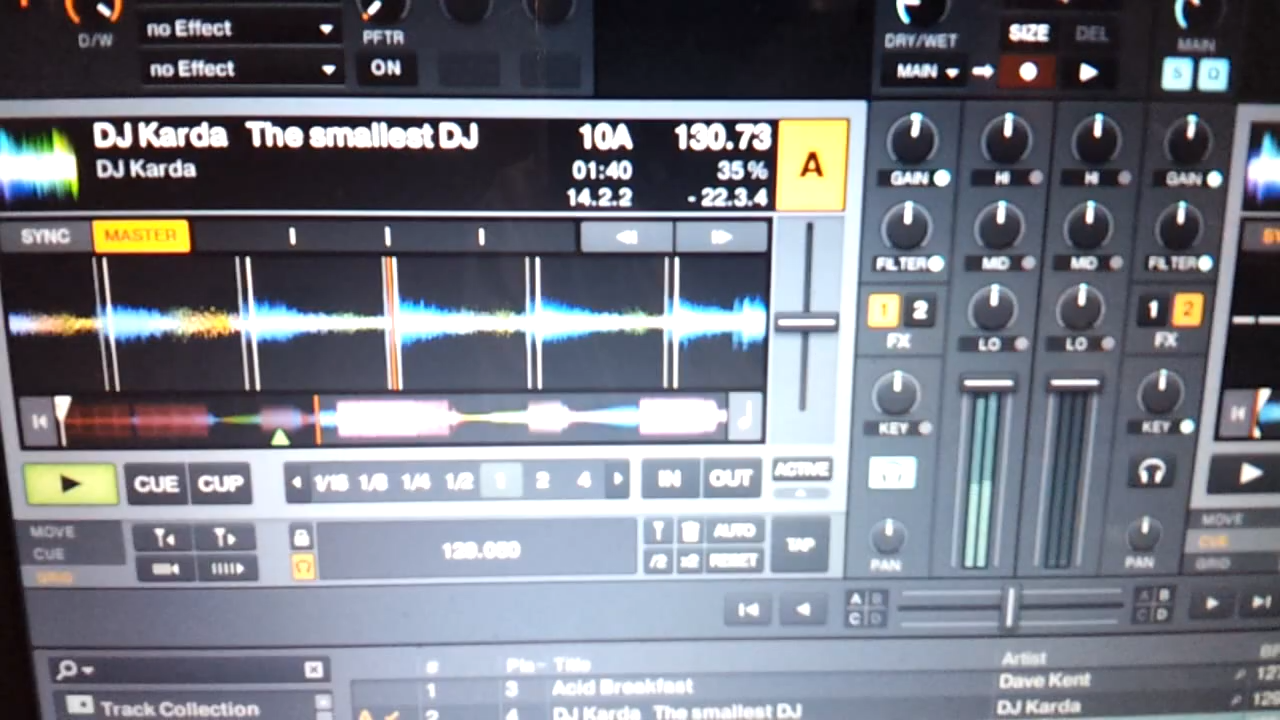 D/W
no Effect
PFTR
no Effect
ON
DRY/WET
SIZE DEL
MAIN
MAIN
S Q
DJ Karda The smallest DJ
10A
130.73
DJ Karda
01:40
35%
14.2.2
- 22.3.4
A
SYNC
MASTER
GAIN HI HI GAIN
FILTER MID MID FILTER
1 2
1 2
FX
FX
LO LO
KEY
KEY
CUE CUP
1/16 1/8 1/4 1/2 1 2 4
IN OUT
ACTIVE
MOVE
CUE
GRID
AUTO
/2 x2 RESET
TAP
PAN
PAN
MOVE
CUE
GRID
A B
C D
A B
C D
# Title
Artist
1 3 Acid Breakfast Dave Kent
Track Collection
2 4 DJ Karda The smallest DJ DJ Karda